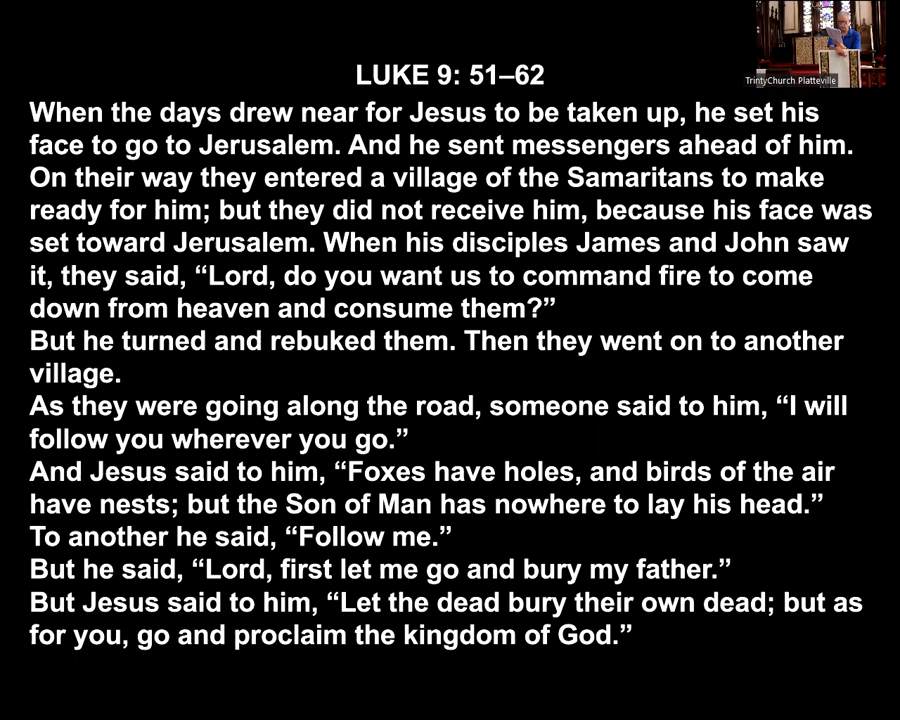 TrintyChurch Platteville
LUKE 9: 51–62
When the days drew near for Jesus to be taken up, he set his
face to go to Jerusalem. And he sent messengers ahead of him.
On their way they entered a village of the Samaritans to make
ready for him; but they did not receive him, because his face was
set toward Jerusalem. When his disciples James and John saw
it, they said, “Lord, do you want us to command fire to come
down from heaven and consume them?”
But he turned and rebuked them. Then they went on to another
village.
As they were going along the road, someone said to him, “I will
follow you wherever you go.”
And Jesus said to him, “Foxes have holes, and birds of the air
have nests; but the Son of Man has nowhere to lay his head.”
To another he said, “Follow me.”
But he said, “Lord, first let me go and bury my father.”
But Jesus said to him, “Let the dead bury their own dead; but as
for you, go and proclaim the kingdom of God.”